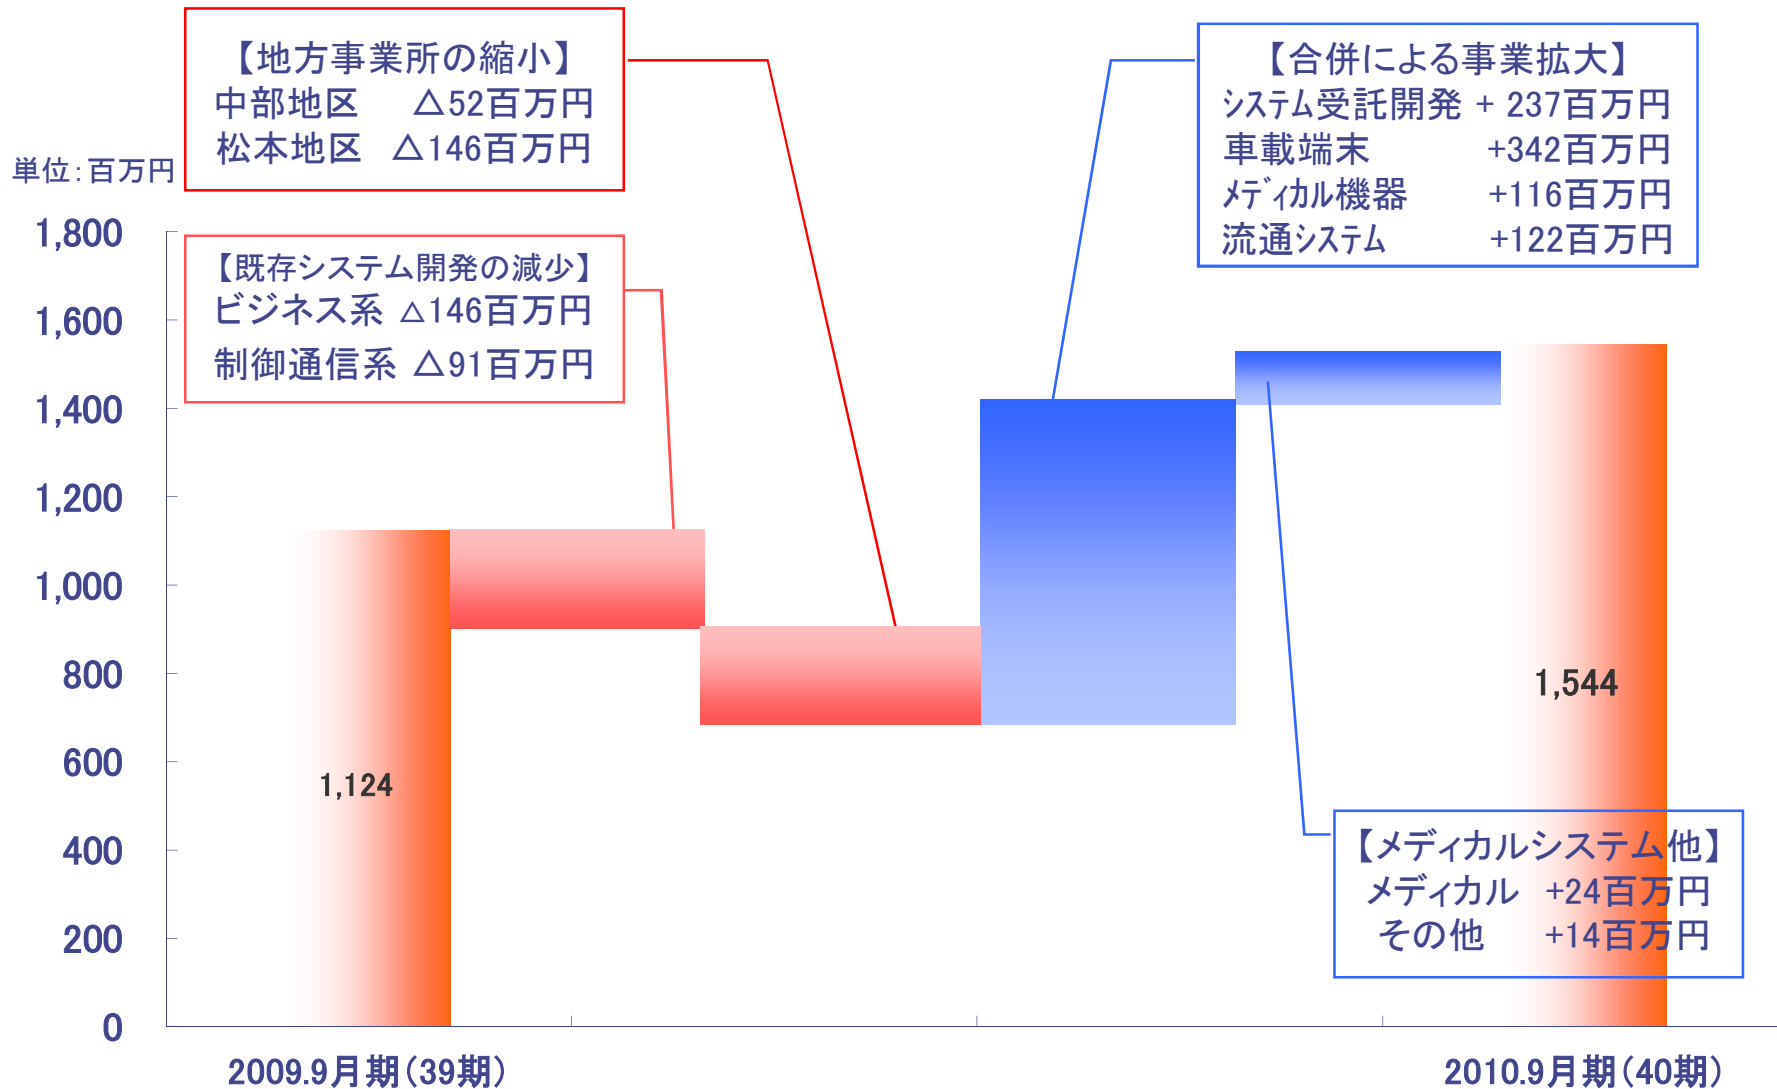 【地方事業所の縮小】
中部地区 △52百万円
松本地区 △146百万円
【合併による事業拡大】
システム受託開発 + 237百万円
車載端末 +342百万円
メディカル機器 +116百万円
流通システム +122百万円
単位：百万円
【既存システム開発の減少】
ビジネス系 △146百万円
制御通信系 △91百万円
1,800
1,600
1,400
1,200
1,000
800
600
400
200
0
1,124
1,544
【メディカルシステム他】
メディカル +24百万円
その他 +14百万円
2009.9月期（39期）
2010.9月期（40期）